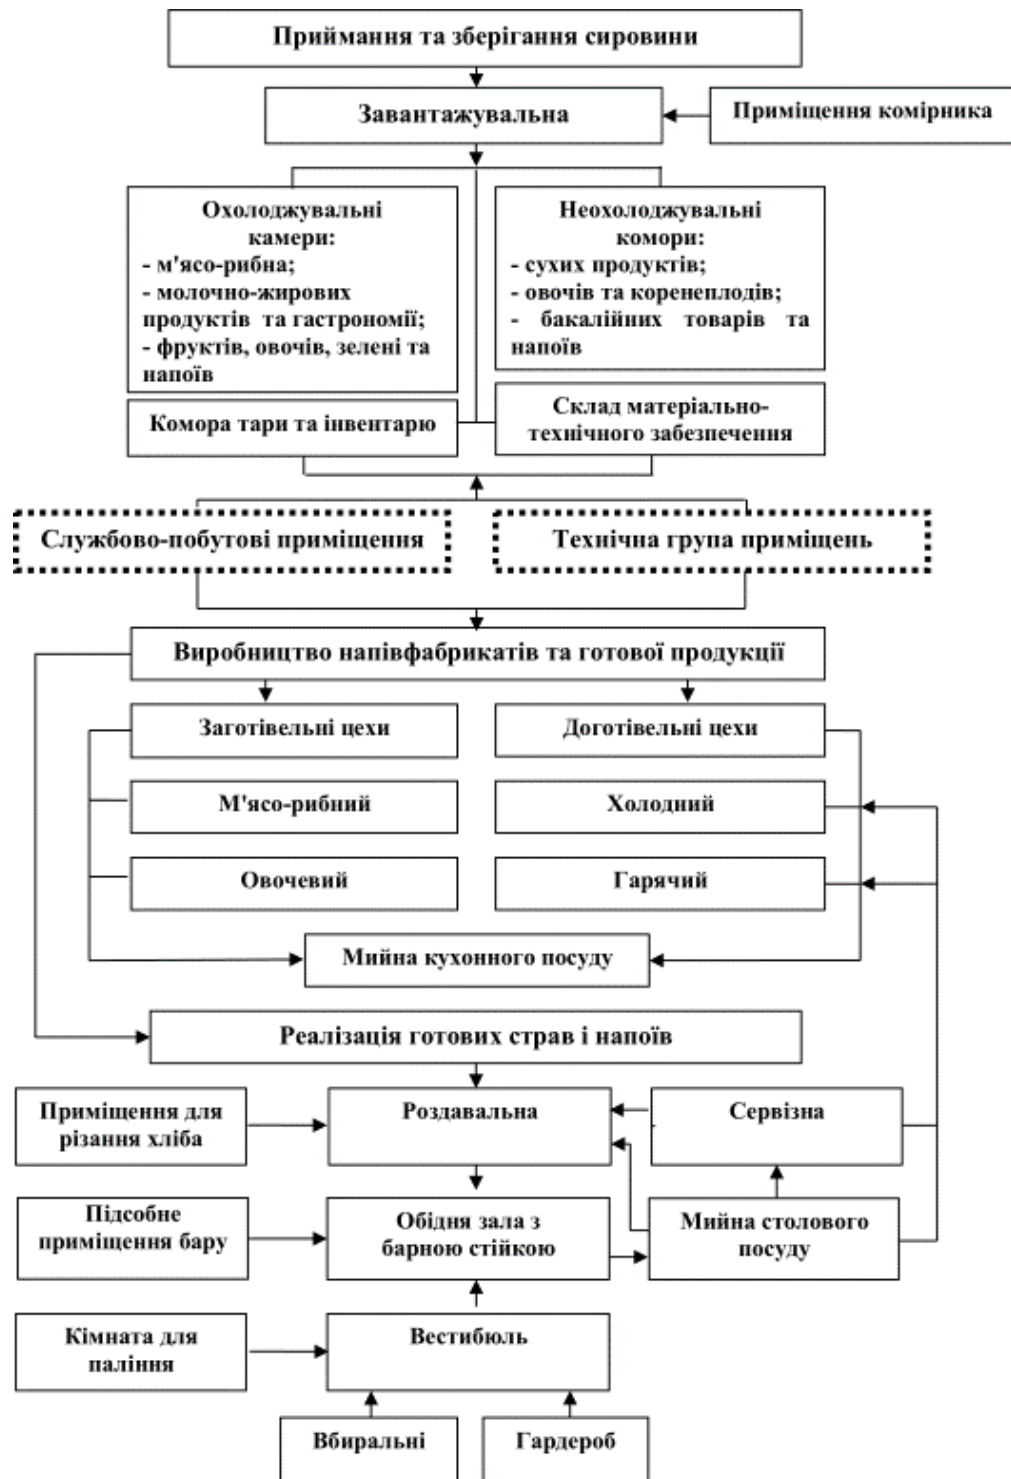 Приймання та зберігання сировини
Завантажувальна
Приміщення комірника
Охолоджувальні
камери:
- м'ясо-рибна;
- молочно-жирових
продуктів та гастрономії;
- фруктів, овочів, зелені та
напоїв
Неохолоджувальні
комори:
- сухих продуктів;
- овочів та коренеплодів;
- бакалійних товарів та
напоїв
Комора тари та інвентарю
Склад матеріально-
технічного забезпечення
Службово-побутові приміщення
Технічна група приміщень
Виробництво напівфабрикатів та готової продукції
Заготівельні цехи
Доготівельні цехи
М'ясо-рибний
Холодний
Овочевий
Гарячий
Мийна кухонного посуду
Реалізація готових страв і напоїв
Приміщення для
різання хліба
Роздавальна
Сервізна
Підсобне
приміщення бару
Обідня зала з
барною стійкою
Мийна столового
посуду
Кімната для
паління
Вестибюль
Вбиральні
Гардероб